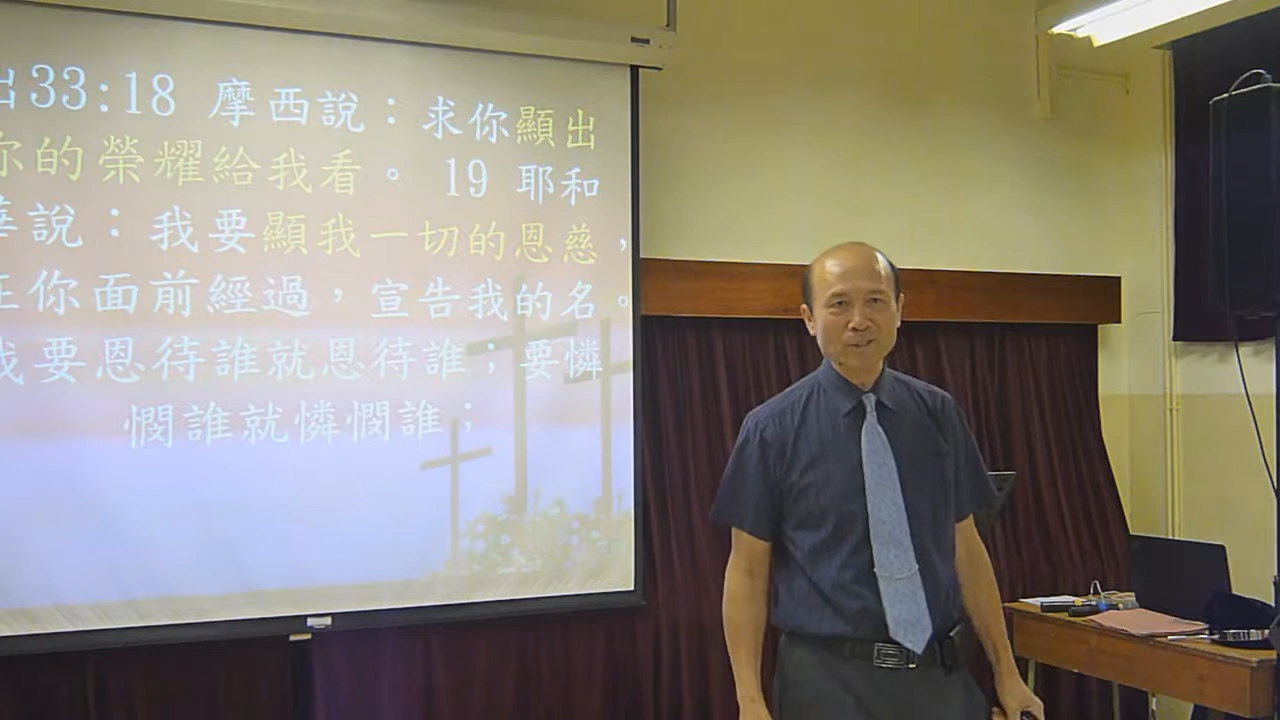 出33:18 摩西說：求你顯出
你的榮耀給我看。 19 耶和
華說：我要顯我一切的恩慈，
在你面前經過，宣告我的名。
我要恩待誰就恩待誰；要憐
憫誰就憐憫誰；